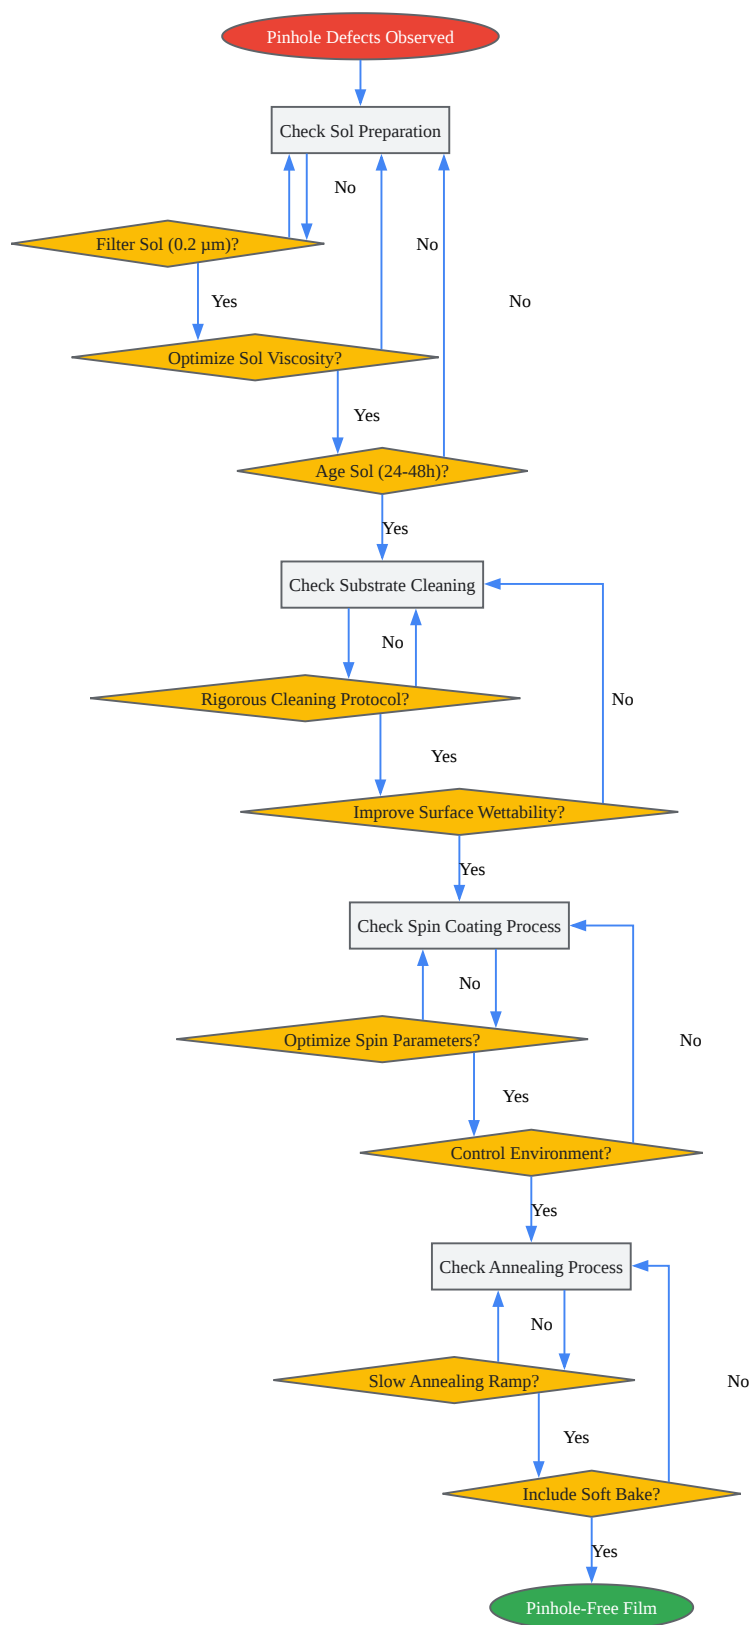 Pinhole Defects Observed
Check Sol Preparation
No
Filter Sol (0.2 µm)?
No
Yes
No
Optimize Sol Viscosity?
Yes
Age Sol (24-48h)?
Yes
Check Substrate Cleaning
No
Rigorous Cleaning Protocol?
No
Yes
Improve Surface Wettability?
Yes
Check Spin Coating Process
No
Optimize Spin Parameters?
No
Yes
Control Environment?
Yes
Check Annealing Process
No
Slow Annealing Ramp?
No
Yes
Include Soft Bake?
Yes
Pinhole-Free Film